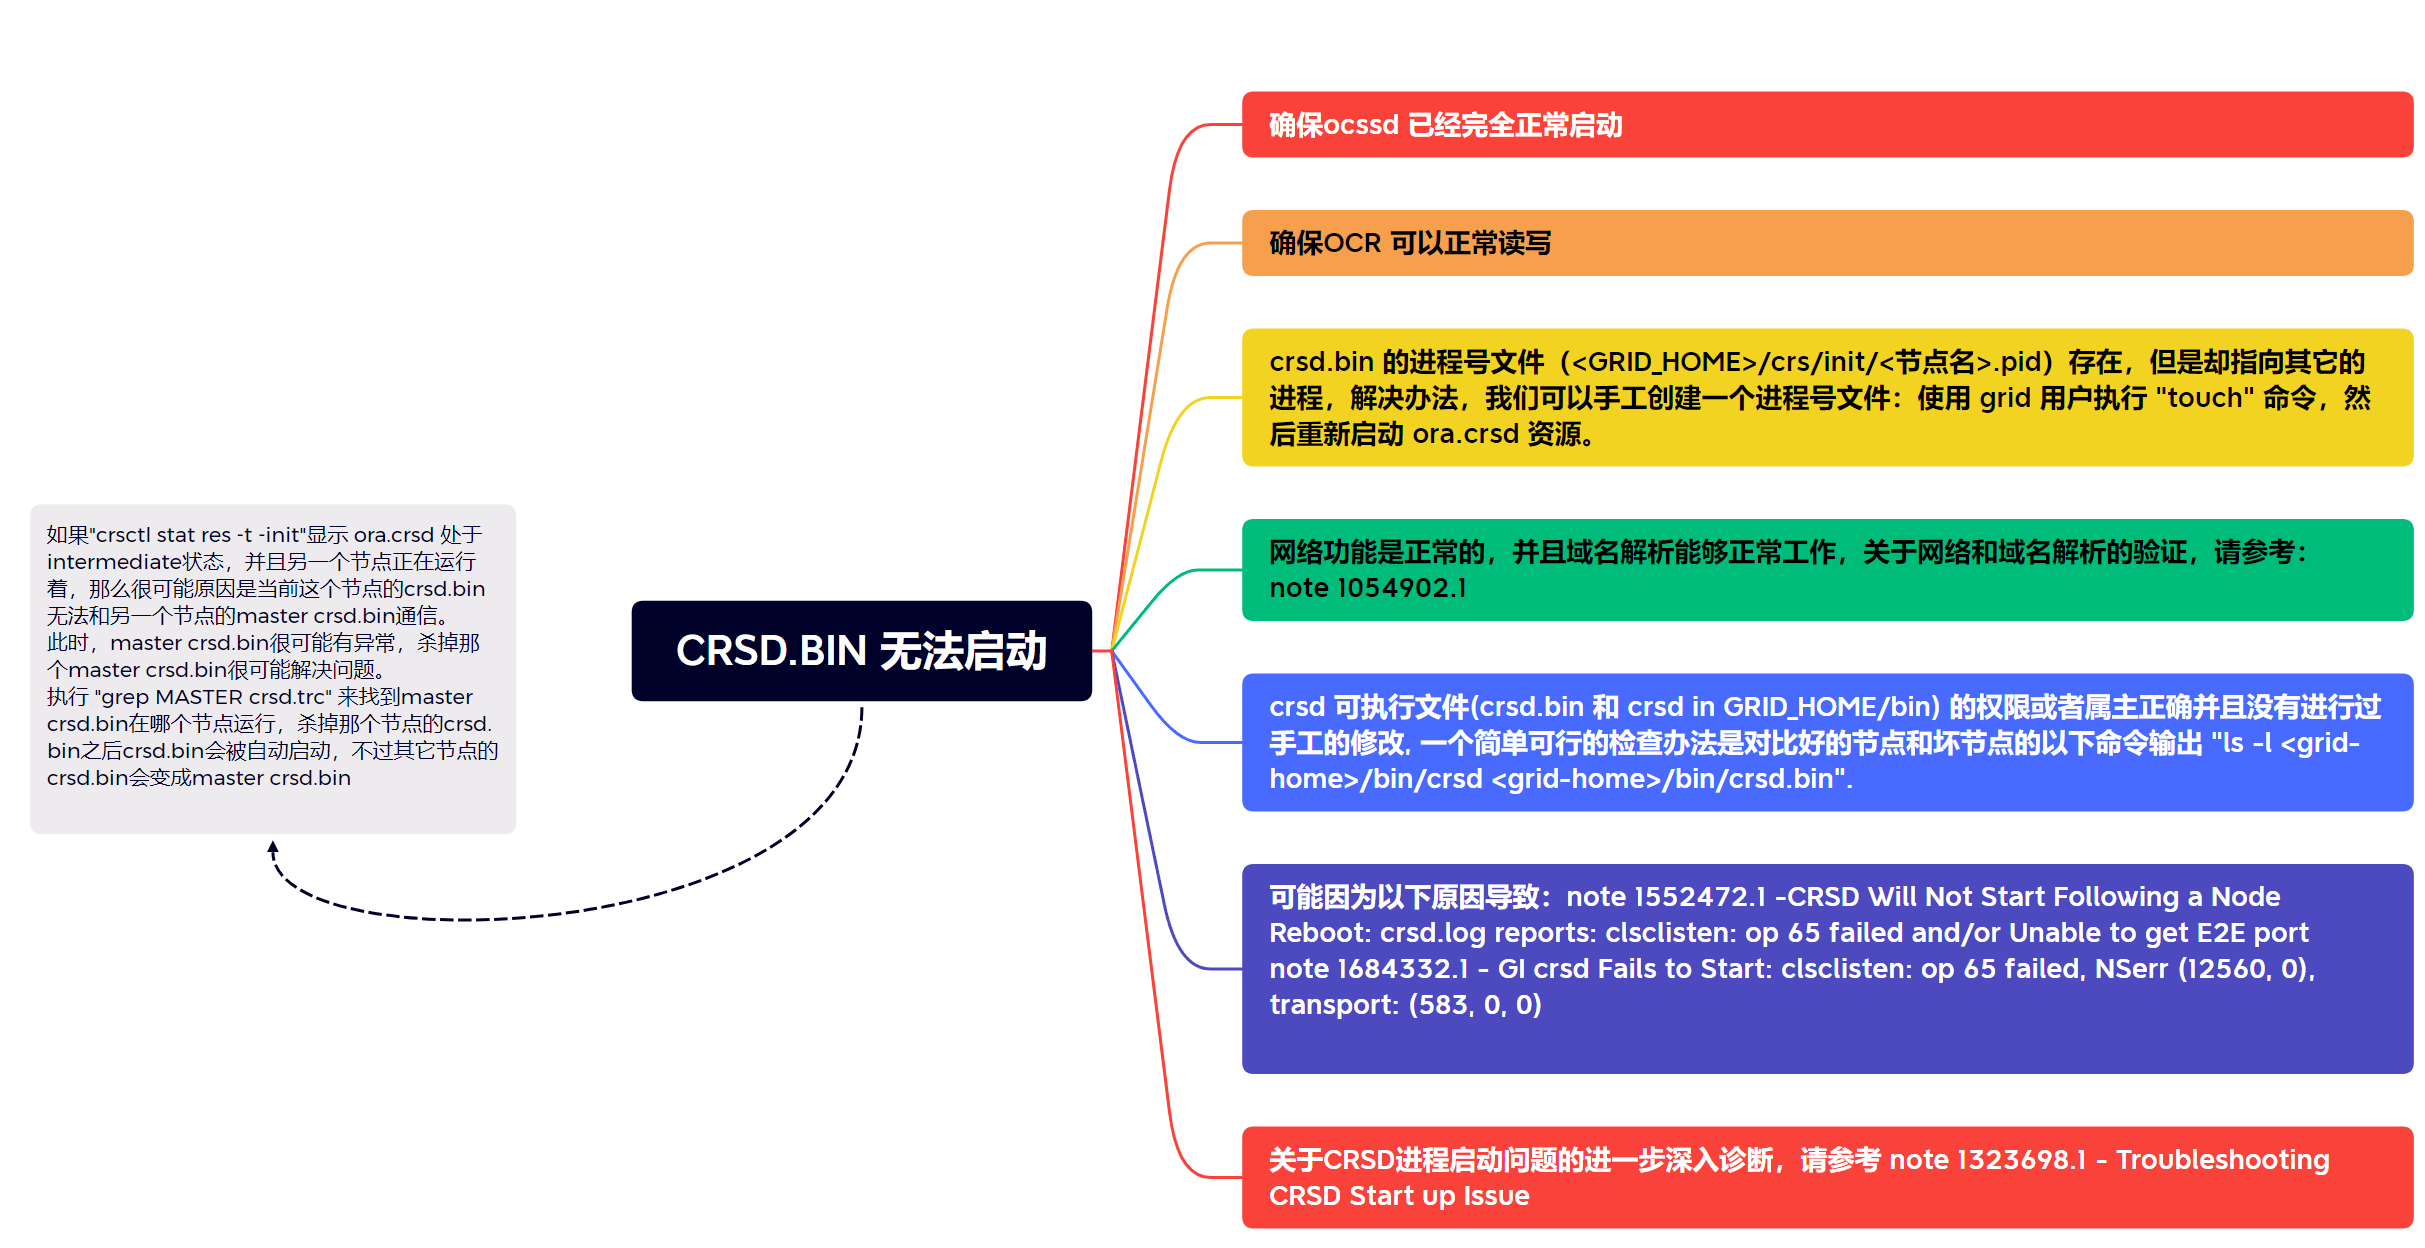 如果"crsctl stat res -t -init"显示 ora.crsd 处于
intermediate状态，并且另一个节点正在运行
着，那么很可能原因是当前这个节点的crsd.bin
无法和另一个节点的master crsd.bin通信。
此时，master crsd.bin很可能有异常，杀掉那
个master crsd.bin很可能解决问题。
执行 "grep MASTER crsd.trc" 来找到master
crsd.bin在哪个节点运行，杀掉那个节点的crsd.
bin之后crsd.bin会被自动启动，不过其它节点的
crsd.bin会变成master crsd.bin
CRSD.BIN 无法启动
确保ocssd 已经完全正常启动
确保OCR 可以正常读写
crsd.bin 的进程号文件（<GRID_HOME>/crs/init/<节点名>.pid）存在，但是却指向其它的
进程，解决办法，我们可以手工创建一个进程号文件：使用 grid 用户执行 "touch" 命令，然
后重新启动 ora.crsd 资源。
网络功能是正常的，并且域名解析能够正常工作，关于网络和域名解析的验证，请参考：
note 1054902.1
crsd 可执行文件(crsd.bin 和 crsd in GRID_HOME/bin) 的权限或者属主正确并且没有进行过
手工的修改, 一个简单可行的检查办法是对比好的节点和坏节点的以下命令输出 "ls -l <grid-
home>/bin/crsd <grid-home>/bin/crsd.bin".
可能因为以下原因导致：note 1552472.1 -CRSD Will Not Start Following a Node
Reboot: crsd.log reports: clsclisten: op 65 failed and/or Unable to get E2E port
note 1684332.1 - GI crsd Fails to Start: clsclisten: op 65 failed, NSerr (12560, 0),
transport: (583, 0, 0)
关于CRSD进程启动问题的进一步深入诊断，请参考 note 1323698.1 - Troubleshooting
CRSD Start up Issue